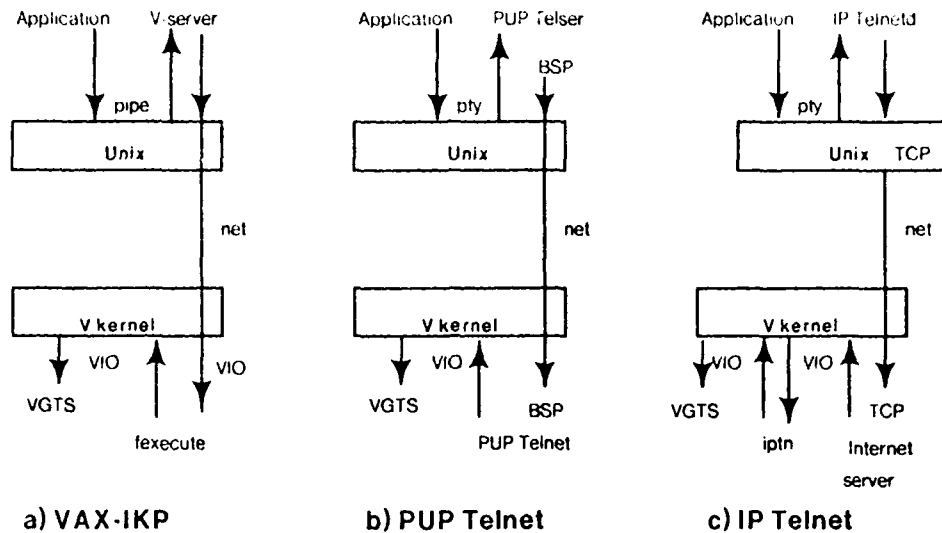 Application V-server
pipe
Unix
net
V kernel
VIO VIO
VGTS
fexecute
a) VAX-IKP
Application PUP Telser
BSP
pty
Unix
net
V kernel
VIO
VGTS BSP
PUP Telnet
b) PUP Telnet
Application IP Telnetd
pty
Unix TCP
net
V kernel
VIO VIO
VGTS TCP
iptn Internet
server
c) IP Telnet